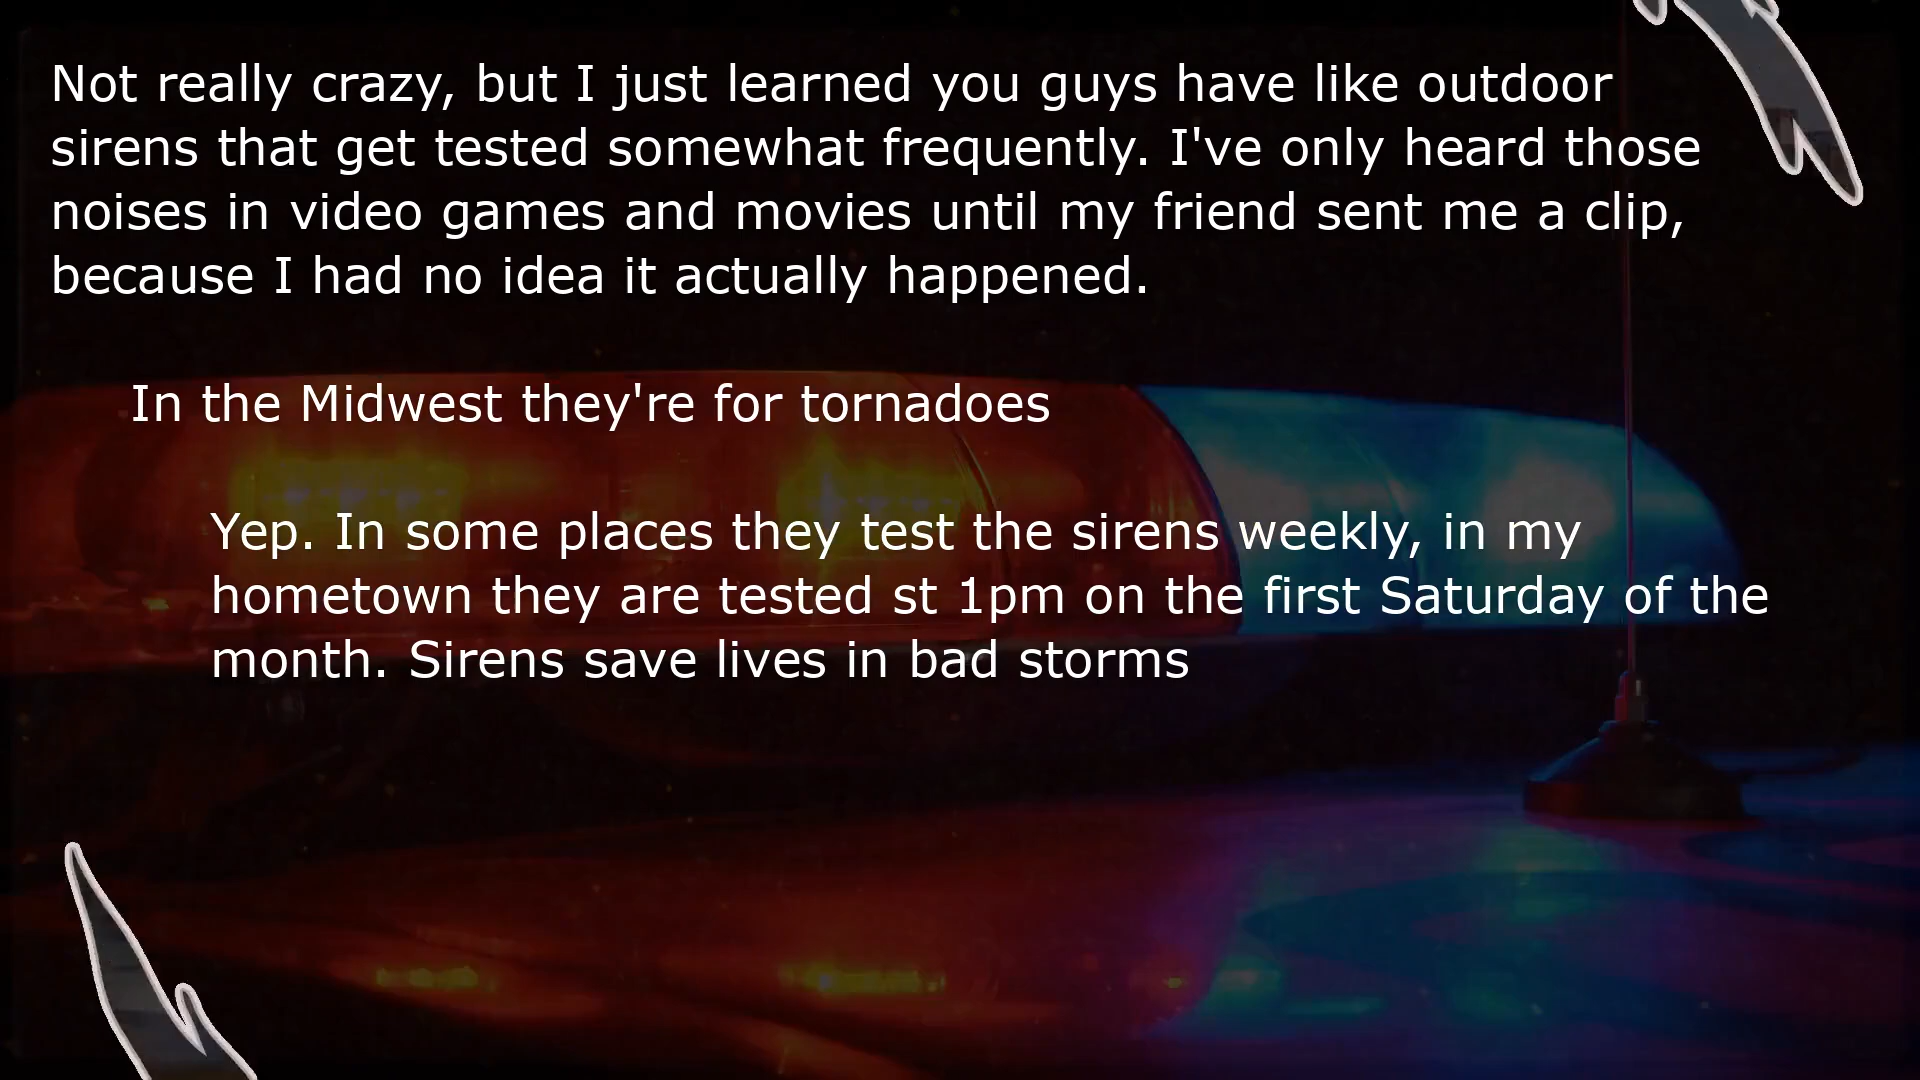 Not really crazy, but I just learned you guys have like outdoor
sirens that get tested somewhat frequently. I've only heard those
noises in video games and movies until my friend sent me a clip,
because I had no idea it actually happened.
In the Midwest they're for tornadoes
Yep. In some places they test the sirens weekly, in my
hometown they are tested st 1pm on the first Saturday of the
month. Sirens save lives in bad storms